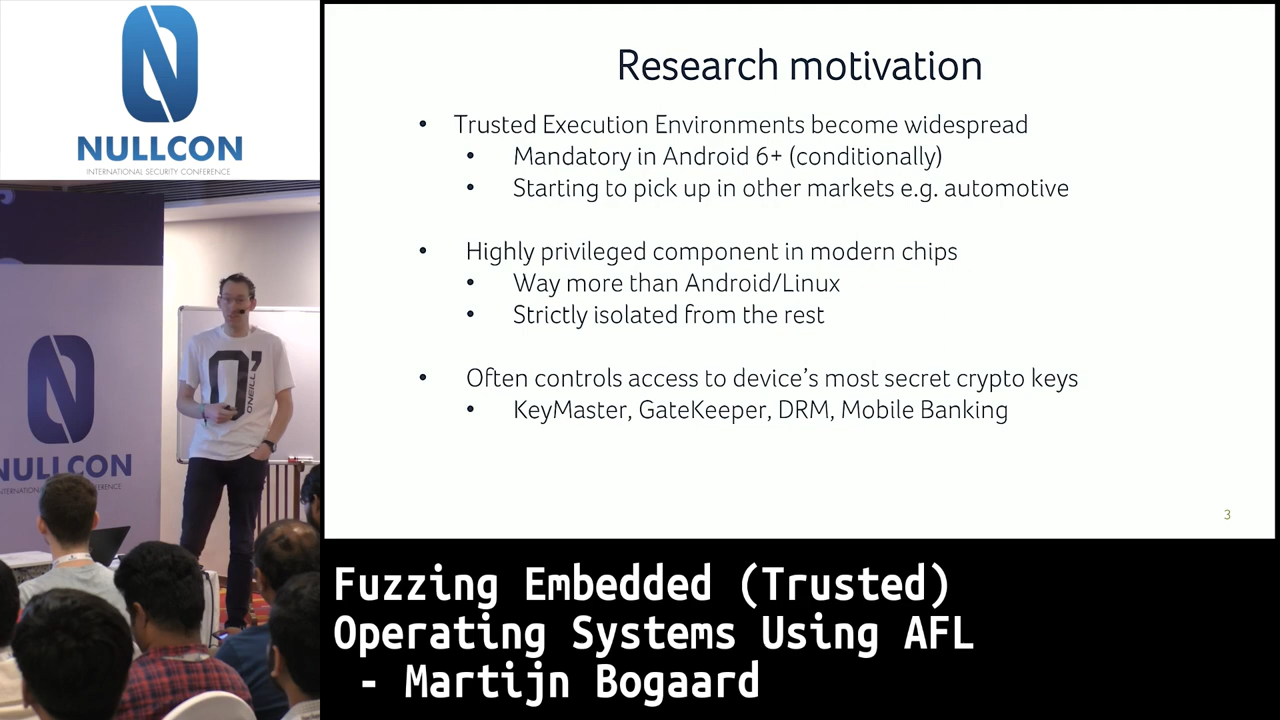 NULLCON
INTERNATIONAL SECURITY CONFERENCE
Research motivation
• Trusted Execution Environments become widespread
• Mandatory in Android 6+ (conditionally)
• Starting to pick up in other markets e.g. automotive
• Highly privileged component in modern chips
• Way more than Android/Linux
• Strictly isolated from the rest
• Often controls access to device's most secret crypto keys
• KeyMaster, GateKeeper, DRM, Mobile Banking
3
O'NEILL
NULLCON
Fuzzing Embedded (Trusted)
Operating Systems Using AFL
- Martijn Bogaard